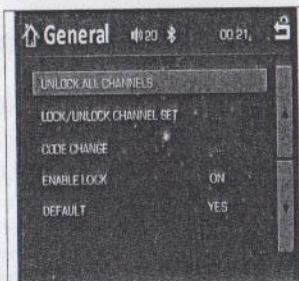 General 20 00:21
UNLOCK ALL CHANNELS
LOCK/UNLOCK CHANNEL SET
CODE CHANGE
ENABLE LOCK ON
DEFAULT YES